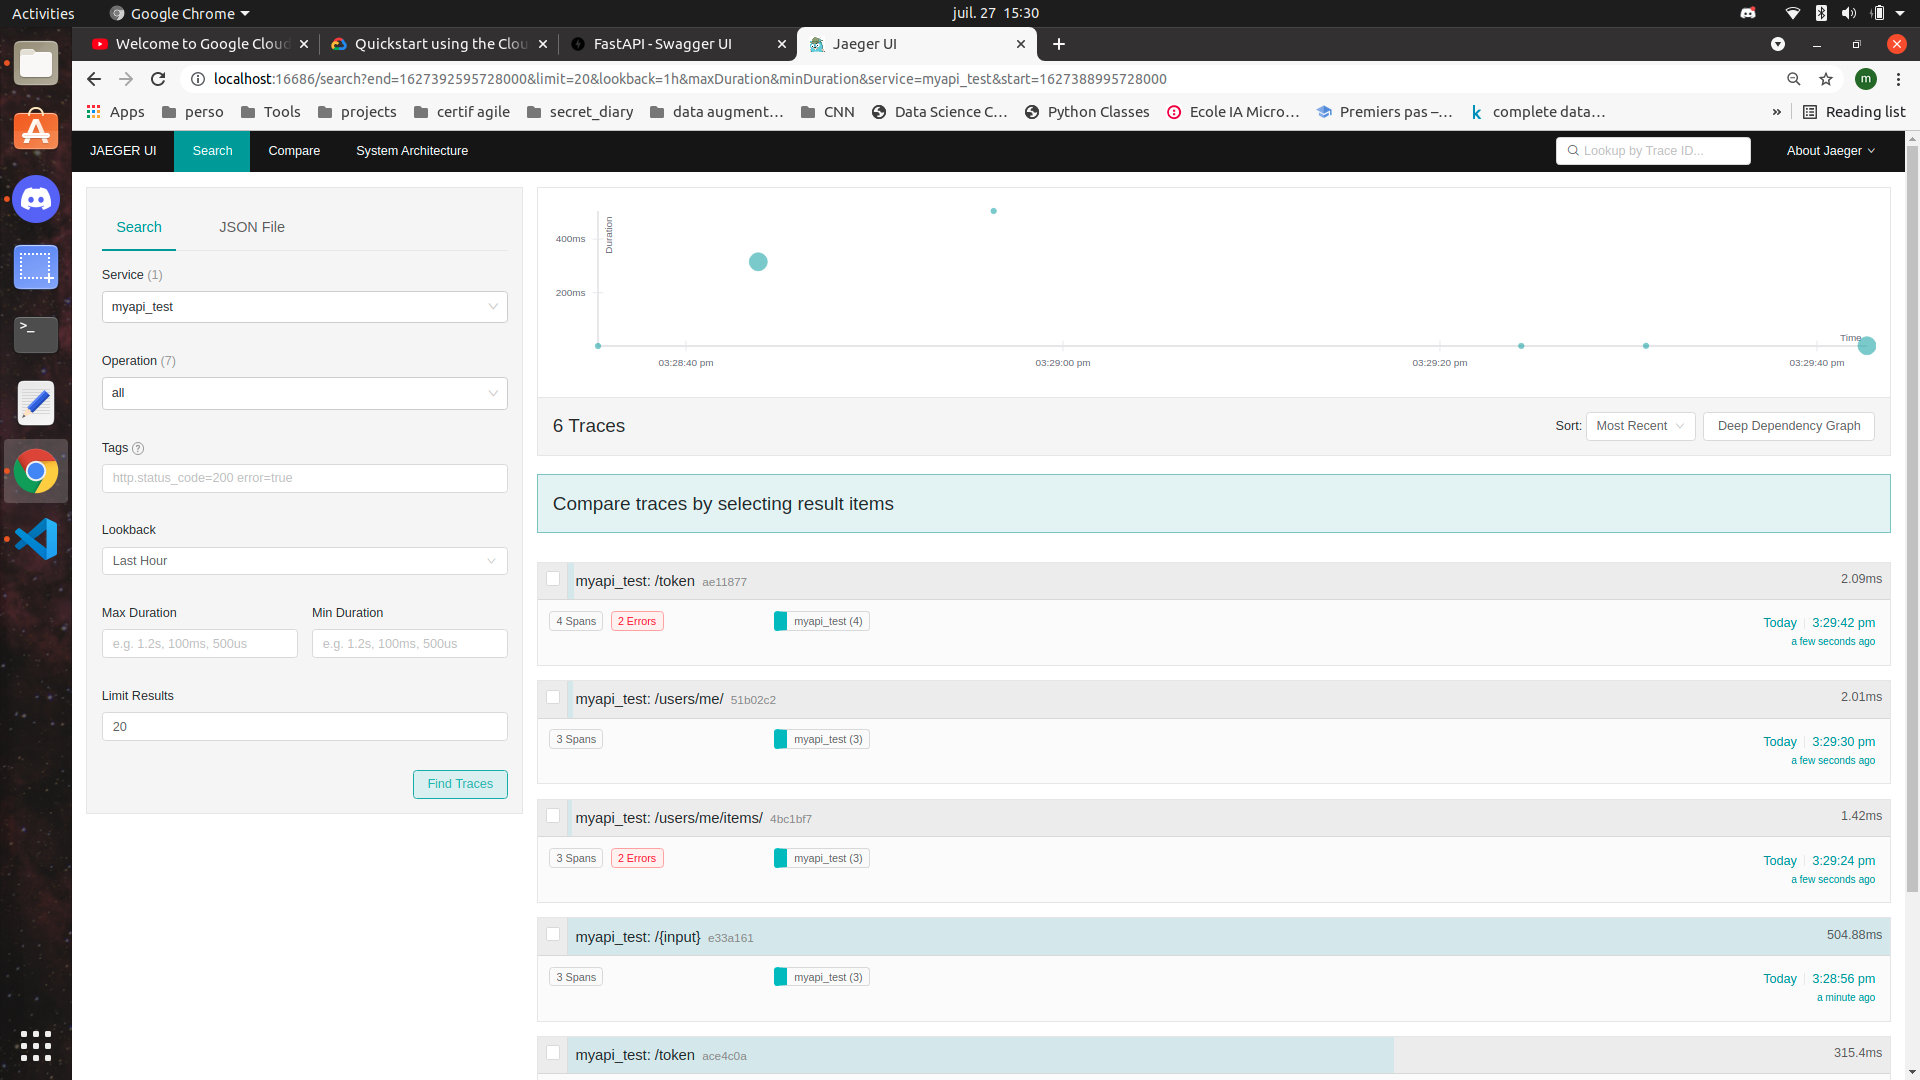 Activities
Google Chrome
juil. 27 15:30
Welcome to Google Cloud
Quickstart using the Clou
FastAPI - Swagger UI
Jaeger UI
localhost:16686/search?end=1627392595728000&limit=20&lookback=1h&maxDuration&minDuration&service=myapi_test&start=1627388995728000
m
Apps
perso
Tools
projects
certif agile
secret_diary
data augment…
CNN
Data Science C…
Python Classes
Ecole IA Micro…
Premiers pas –…
complete data…
»
Reading list
JAEGER UI
Search
Compare
System Architecture
Lookup by Trace ID...
About Jaeger
Search
JSON File
Service (1)
myapi_test
Operation (7)
all
Tags
http.status_code=200 error=true
Lookback
Last Hour
Max Duration
Min Duration
e.g. 1.2s, 100ms, 500us
e.g. 1.2s, 100ms, 500us
Limit Results
20
Find Traces
Duration
400ms
200ms
Time
03:28:40 pm
03:29:00 pm
03:29:20 pm
03:29:40 pm
6 Traces
Sort:
Most Recent
Deep Dependency Graph
Compare traces by selecting result items
myapi_test: /token ae11877
2.09ms
4 Spans
2 Errors
myapi_test (4)
Today
3:29:42 pm
a few seconds ago
myapi_test: /users/me/ 51b02c2
2.01ms
3 Spans
myapi_test (3)
Today
3:29:30 pm
a few seconds ago
myapi_test: /users/me/items/ 4bc1bf7
1.42ms
3 Spans
2 Errors
myapi_test (3)
Today
3:29:24 pm
a few seconds ago
myapi_test: /{input} e33a161
504.88ms
3 Spans
myapi_test (3)
Today
3:28:56 pm
a minute ago
myapi_test: /token ace4c0a
315.4ms